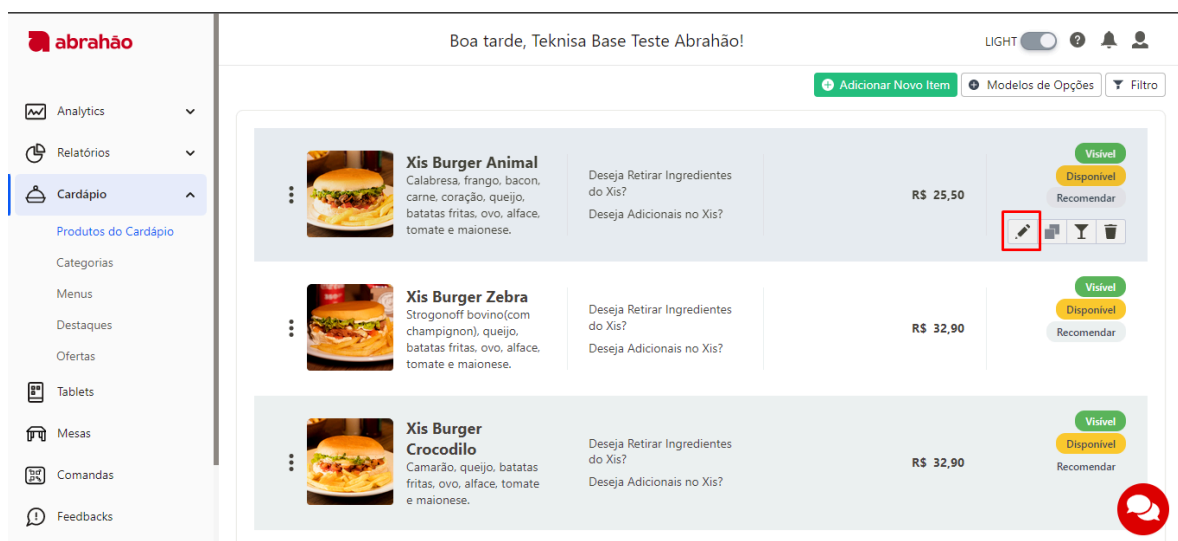 abrahão
Boa tarde, Teknisa Base Teste Abrahão!
LIGHT
Adicionar Novo Item
Modelos de Opções
Filtro
Analytics
Relatórios
Cardápio
Produtos do Cardápio
Categorias
Menus
Destaques
Ofertas
Tablets
Mesas
Comandas
Feedbacks
Xis Burger Animal
Calabresa, frango, bacon,
carne, coração, queijo,
batatas fritas, ovo, alface,
tomate e maionese.
Deseja Retirar Ingredientes
do Xis?
Deseja Adicionais no Xis?
R$ 25,50
Visível
Disponível
Recomendar
Xis Burger Zebra
Strogonoff bovino(com
champignon), queijo,
batatas fritas, ovo, alface,
tomate e maionese.
Deseja Retirar Ingredientes
do Xis?
Deseja Adicionais no Xis?
R$ 32,90
Visível
Disponível
Recomendar
Xis Burger
Crocodilo
Camarão, queijo, batatas
fritas, ovo, alface, tomate
e maionese.
Deseja Retirar Ingredientes
do Xis?
Deseja Adicionais no Xis?
R$ 32,90
Visível
Disponível
Recomendar